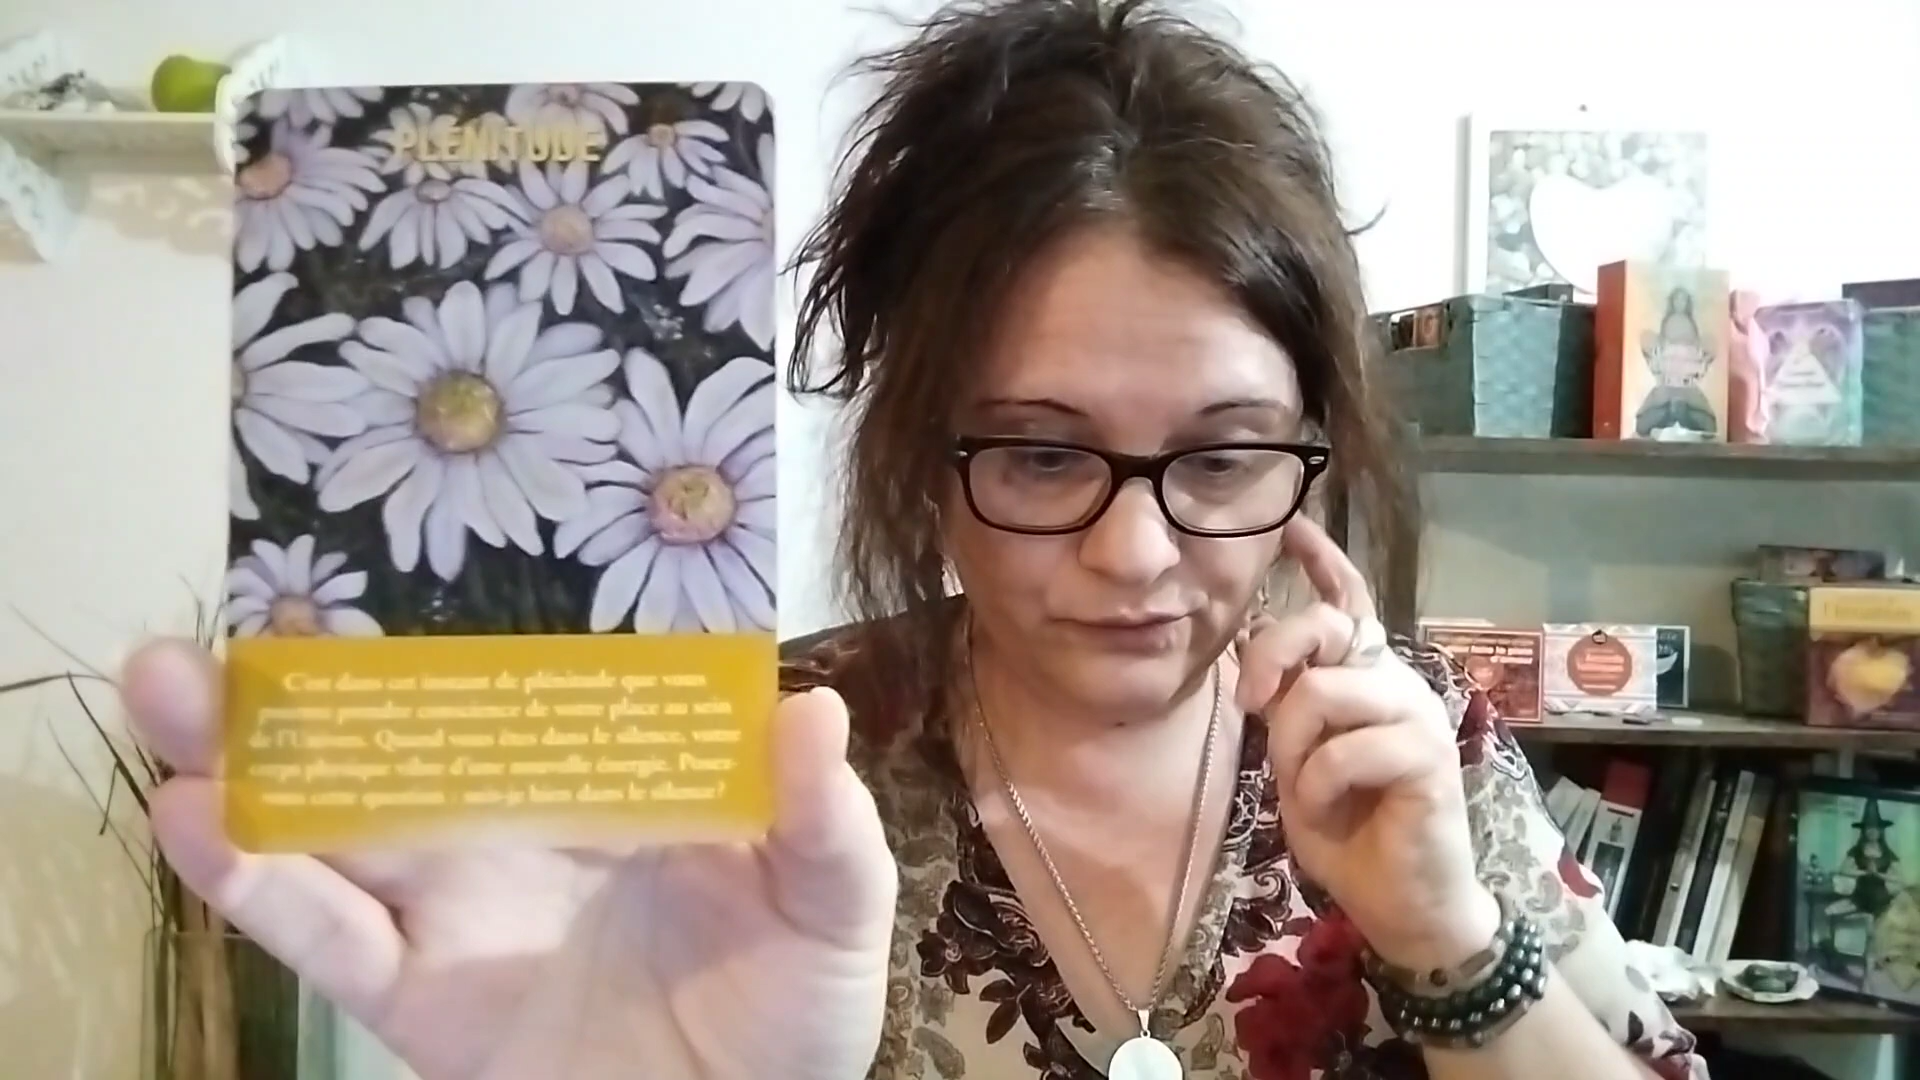 PLÉNITUDE
C'est dans cet instant de plénitude que vous
pouvez prendre conscience de votre place au sein
de l'Univers. Quand vous êtes dans le silence, votre
corps physique vibre d'une nouvelle énergie. Posez-
vous cette question : suis-je bien dans le silence ?